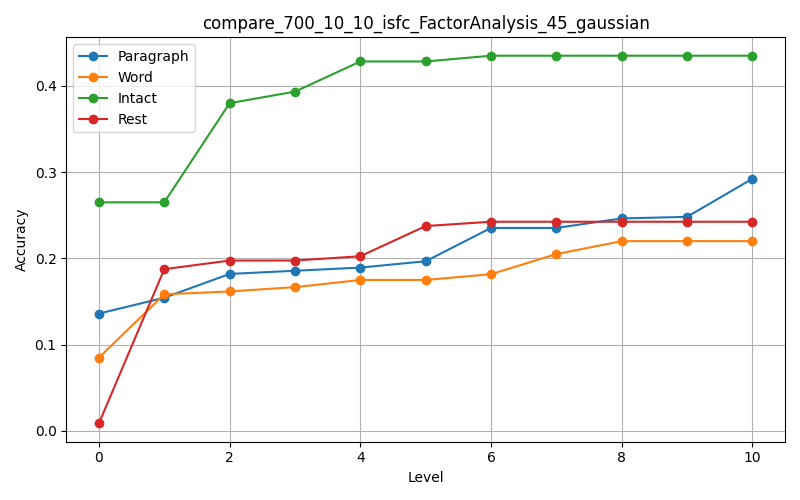 compare_700_10_10_isfc_FactorAnalysis_45_gaussian
Paragraph
Word
Intact
Rest
Accuracy
0.4
0.3
0.2
0.1
0.0
0 2 4 6 8 10
Level